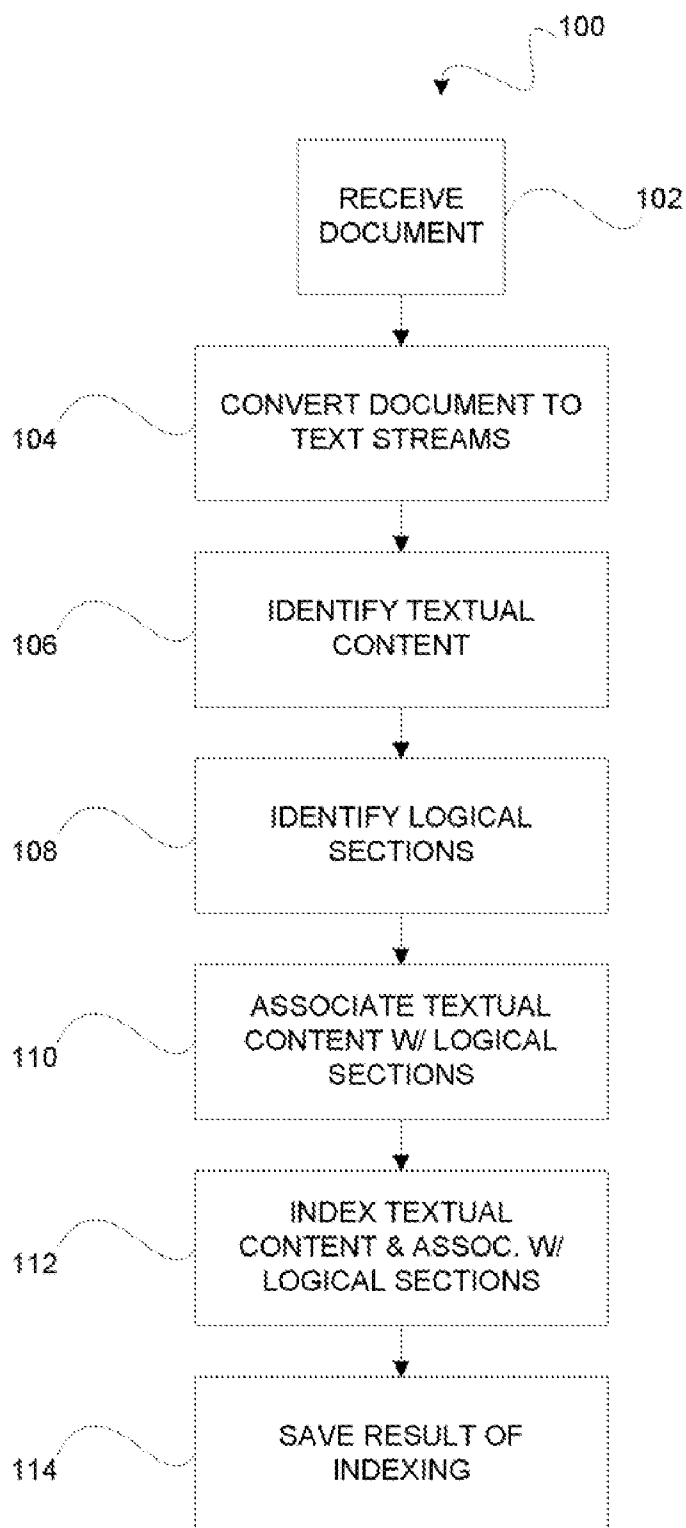 100
RECEIVE
DOCUMENT
102
CONVERT DOCUMENT TO
TEXT STREAMS
104
IDENTIFY TEXTUAL
CONTENT
106
IDENTIFY LOGICAL
SECTIONS
108
ASSOCIATE TEXTUAL
CONTENT W/ LOGICAL
SECTIONS
110
INDEX TEXTUAL
CONTENT & ASSOC. W/
LOGICAL SECTIONS
112
SAVE RESULT OF
INDEXING
114